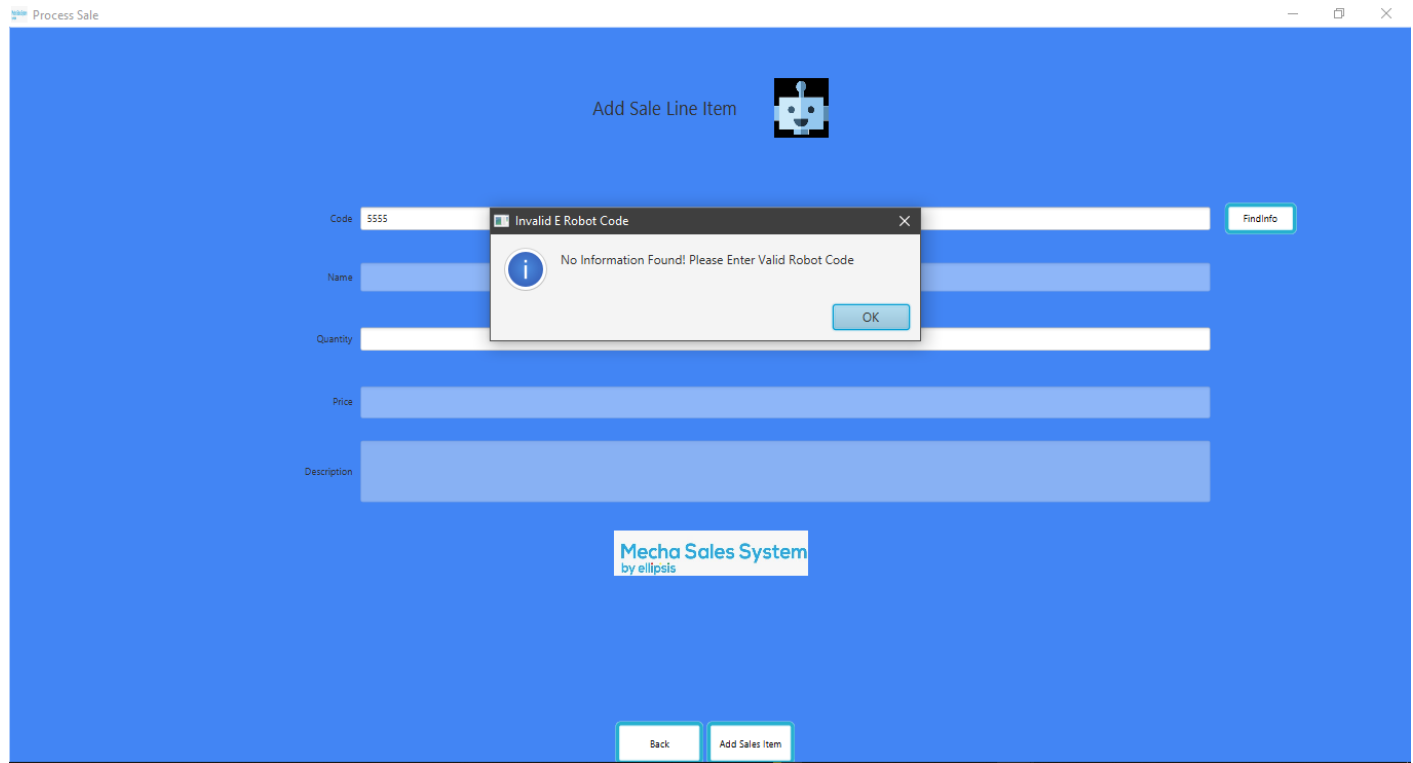 Process Sale
Add Sale Line Item
Code 5555 FindInfo
Invalid E Robot Code
No Information Found! Please Enter Valid Robot Code
OK
Name
Quantity
Price
Description
Mecha Sales System
by ellipsis
Back Add Sales Item